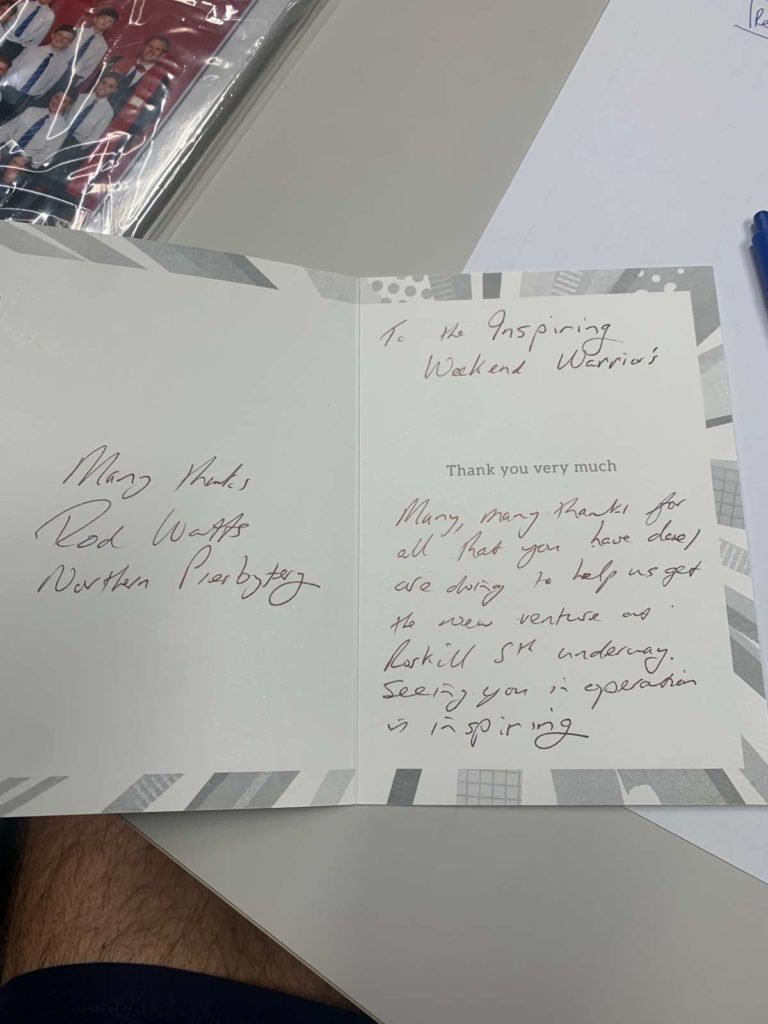 Many thanks
Rod Watts
Northern Presbytery
To the Inspiring
Weekend Warrior's
Thank you very much
Many, many thanks for
all that you have done/
are doing to help us get
the new venture at
Roskill Sth underway.
Seeing you in operation
is inspiring